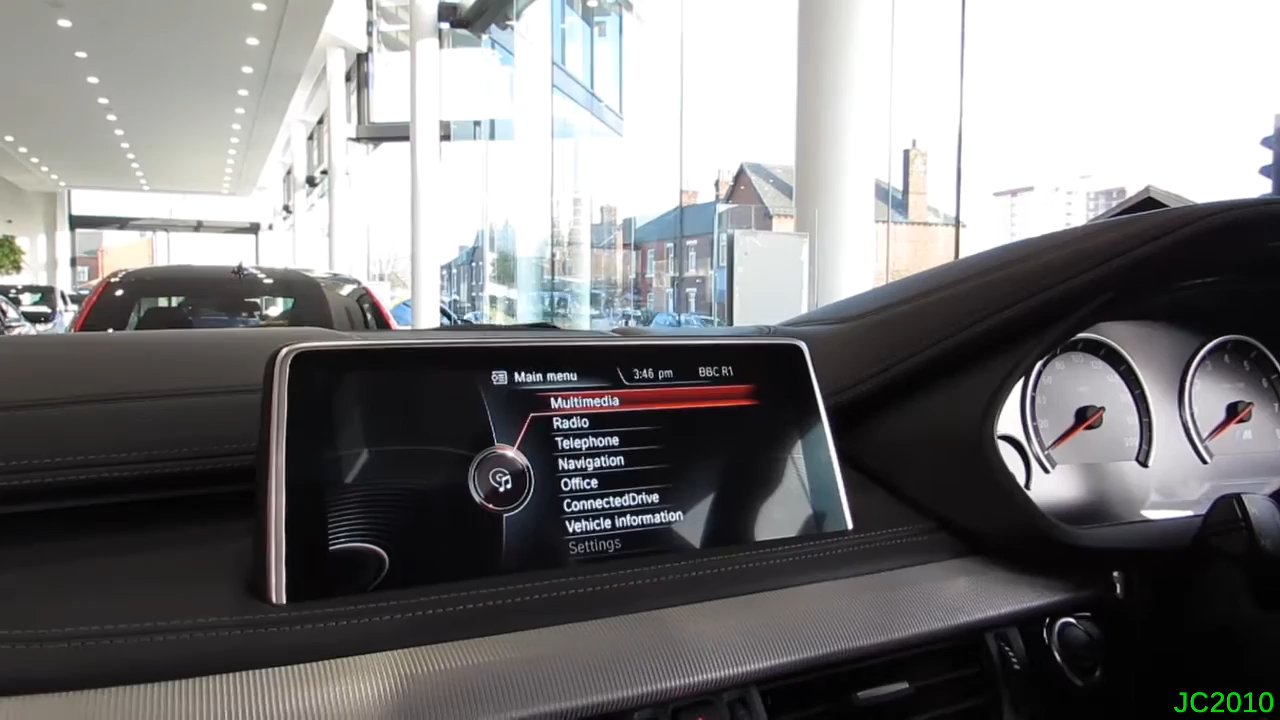 Main menu
3:46 pm
BBC R1
Multimedia
Radio
Telephone
Navigation
Office
ConnectedDrive
Vehicle information
Settings
JC2010